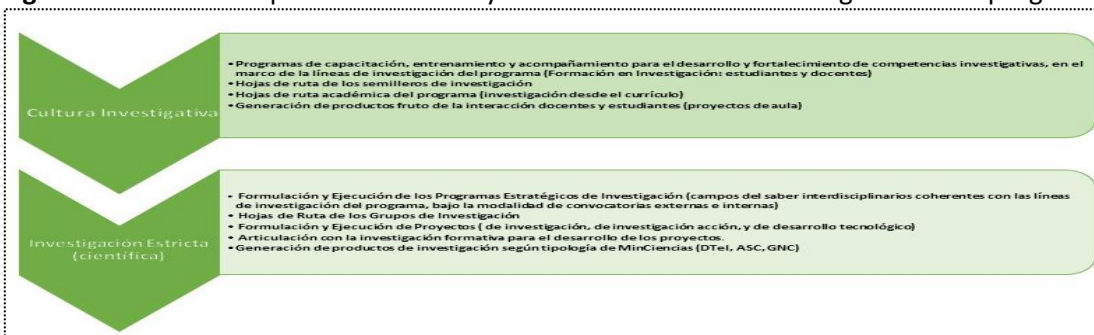 • Programas de capacitación, entrenamiento y acompañamiento para el desarrollo y fortalecimiento de competencias investigativas, en el
marco de la líneas de investigación del programa (Formación en Investigación: estudiantes y docentes)
• Hojas de ruta de los semilleros de investigación
• Hojas de ruta académica del programa (investigación desde el currículo)
• Generación de productos fruto de la interacción docentes y estudiantes (proyectos de aula)
Cultura Investigativa
• Formulación y Ejecución de los Programas Estratégicos de Investigación (campos del saber interdisciplinarios coherentes con las líneas
de investigación del programa, bajo la modalidad de convocatorias externas e internas)
• Hojas de Ruta de los Grupos de Investigación
• Formulación y Ejecución de Proyectos ( de investigación, de investigación acción, y de desarrollo tecnológico)
• Articulación con la investigación formativa para el desarrollo de los proyectos.
• Generación de productos de investigación según tipología de MinCiencias (DTeI, ASC, GNC)
Investigación Estricta
(científica)